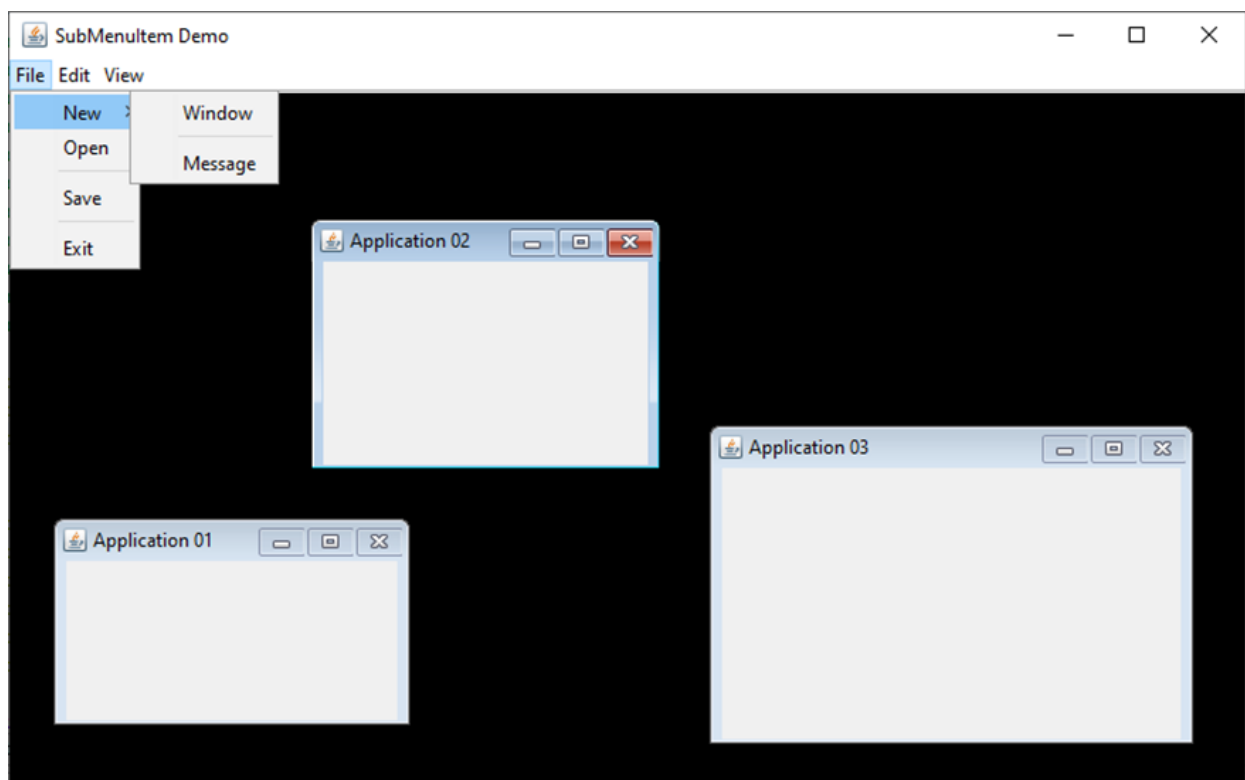 SubMenuItem Demo
File Edit View
New Window
Open
Message
Save
Exit
Application 02
Application 03
Application 01